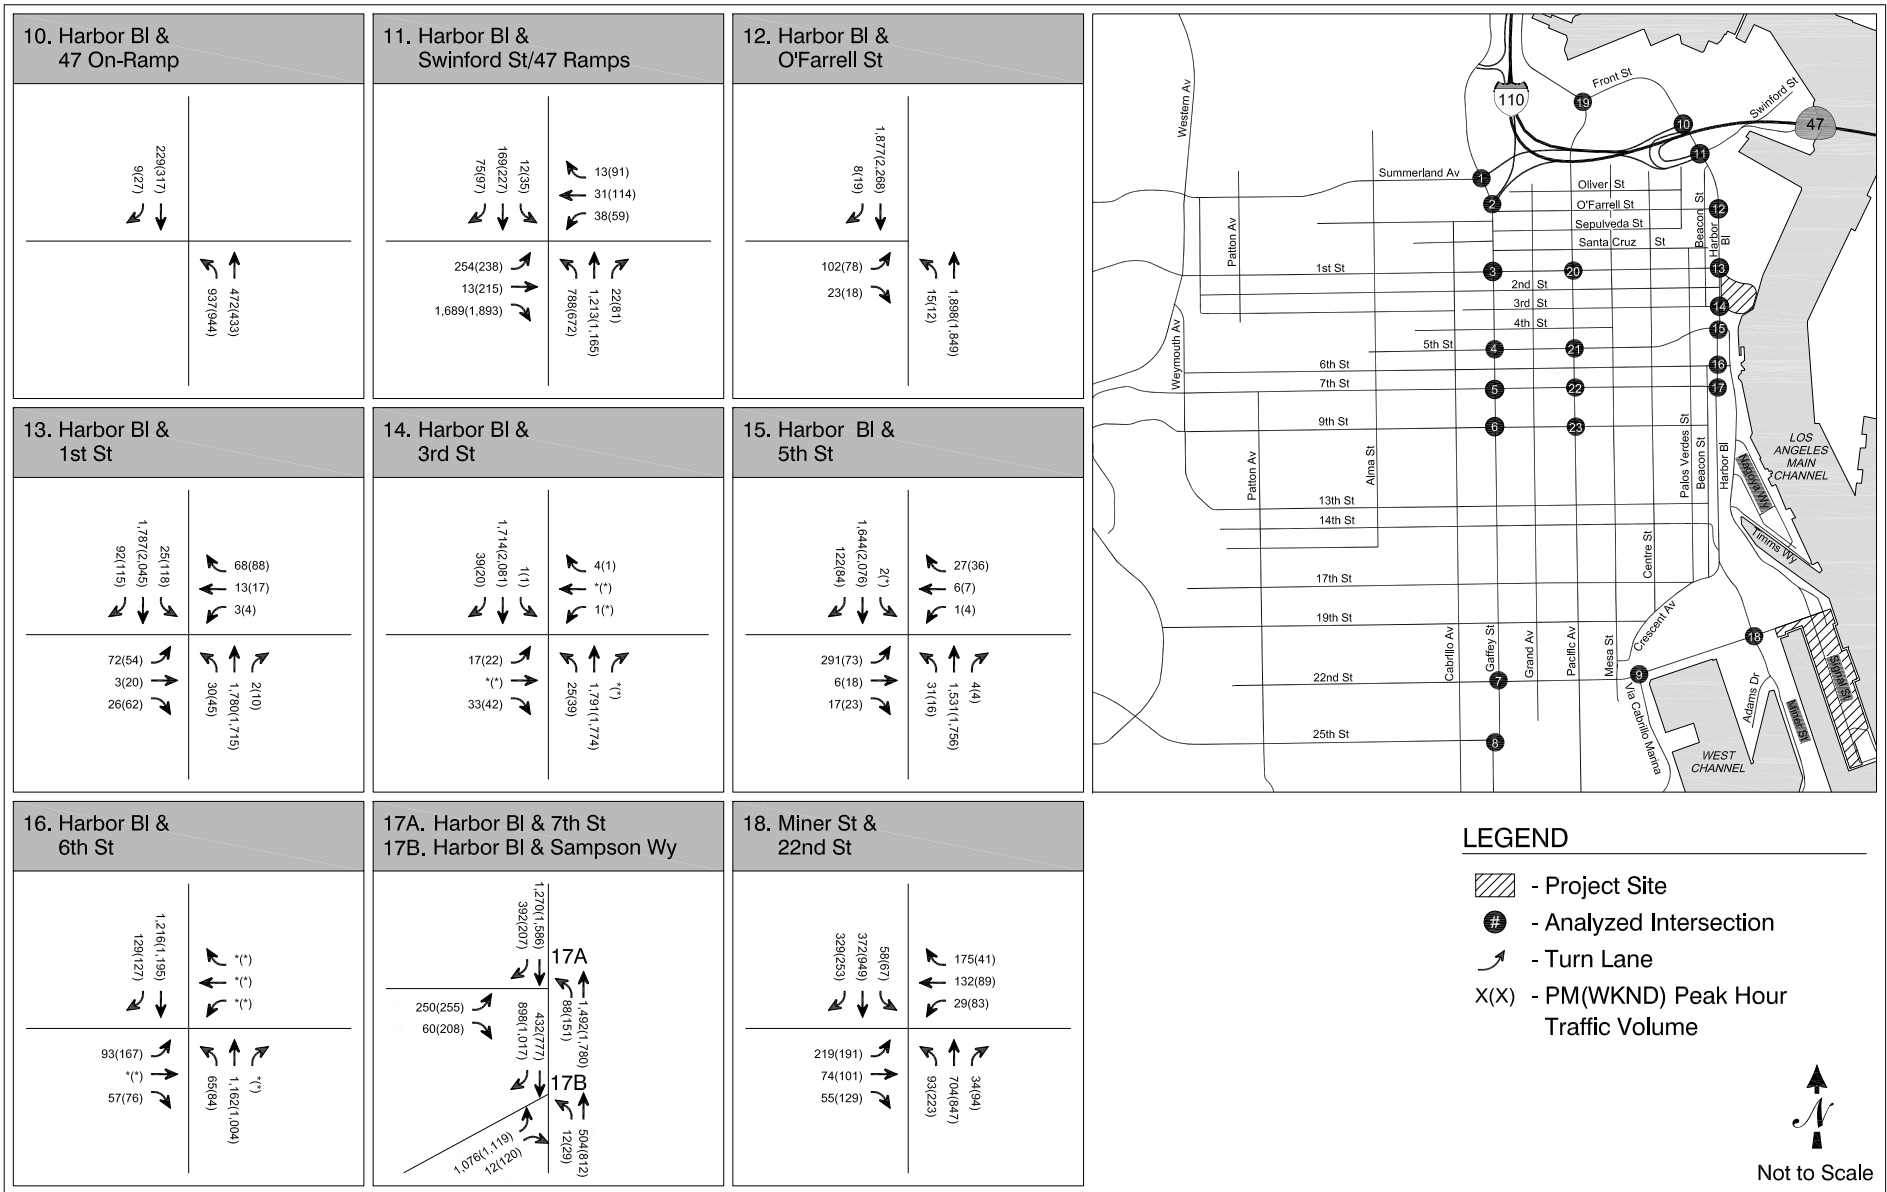 10. Harbor Bl &
47 On-Ramp
9(27)
229(317)
937(944)
472(433)
11. Harbor Bl &
Swinford St/47 Ramps
75(97)
169(227)
12(35)
13(91)
31(114)
38(59)
254(238)
13(215)
1,689(1,893)
788(672)
1,213(1,165)
22(81)
12. Harbor Bl &
O'Farrell St
8(19)
1,877(2,268)
102(78)
23(18)
15(12)
1,898(1,849)
13. Harbor Bl &
1st St
92(115)
1,787(2,045)
25(118)
68(88)
13(17)
3(4)
72(54)
3(20)
26(62)
30(45)
1,780(1,715)
2(10)
14. Harbor Bl &
3rd St
39(20)
1,714(2,081)
1(1)
4(1)
*(*)
1(*)
17(22)
*(*)
33(42)
25(39)
1,791(1,774)
*(*)
15. Harbor Bl &
5th St
122(84)
1,644(2,076)
2(*)
27(36)
6(7)
1(4)
291(73)
6(18)
17(23)
31(16)
1,531(1,756)
4(4)
16. Harbor Bl &
6th St
129(127)
1,216(1,195)
*(*)
*(*)
*(*)
93(167)
*(*)
57(76)
65(84)
1,162(1,004)
*(*)
17A. Harbor Bl & 7th St
17B. Harbor Bl & Sampson Wy
392(207)
1,270(1,586)
17A
250(255)
60(208)
88(151)
1,492(1,780)
898(1,017)
432(777)
17B
1,076(1,119)
12(120)
12(29)
504(812)
18. Miner St &
22nd St
329(253)
372(949)
58(67)
175(41)
132(89)
29(83)
219(191)
74(101)
55(129)
93(223)
704(847)
34(94)
110
47
Front St
Swinford St
Western Av
Summerland Av
Oliver St
O'Farrell St
Sepulveda St
Santa Cruz St
Beacon St
Harbor Bl
Patton Av
1st St
2nd St
3rd St
4th St
5th St
6th St
7th St
9th St
Weymouth Av
Patton Av
Alma St
Palos Verdes St
Beacon St
Harbor Bl
LOS
ANGELES
MAIN
CHANNEL
Nagoya Wy
Timms Wy
13th St
14th St
17th St
19th St
22nd St
25th St
Centre St
Crescent Av
Cabrillo Av
Gaffey St
Grand Av
Pacific Av
Mesa St
Via Cabrillo Marina
Adams Dr
Miner St
Signal St
WEST
CHANNEL
1
2
3
4
5
6
7
8
9
10
11
12
13
14
15
16
17
18
19
20
21
22
23
LEGEND
- Project Site
# - Analyzed Intersection
- Turn Lane
X(X) - PM(WKND) Peak Hour
Traffic Volume
N
Not to Scale